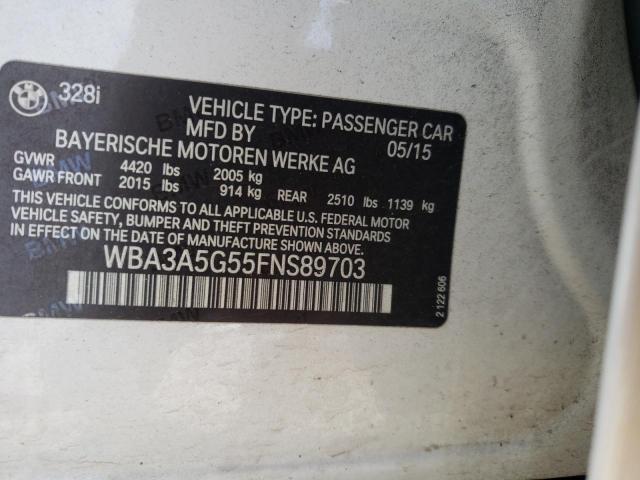 BMW 328i
VEHICLE TYPE: PASSENGER CAR
MFD BY 05/15
BAYERISCHE MOTOREN WERKE AG
GVWR 4420 lbs 2005 kg
GAWR FRONT 2015 lbs 914 kg REAR 2510 lbs 1139 kg
THIS VEHICLE CONFORMS TO ALL APPLICABLE U.S. FEDERAL MOTOR
VEHICLE SAFETY, BUMPER AND THEFT PREVENTION STANDARDS
IN EFFECT ON THE DATE OF MANUFACTURE SHOWN ABOVE.
WBA3A5G55FNS89703
2 122 606